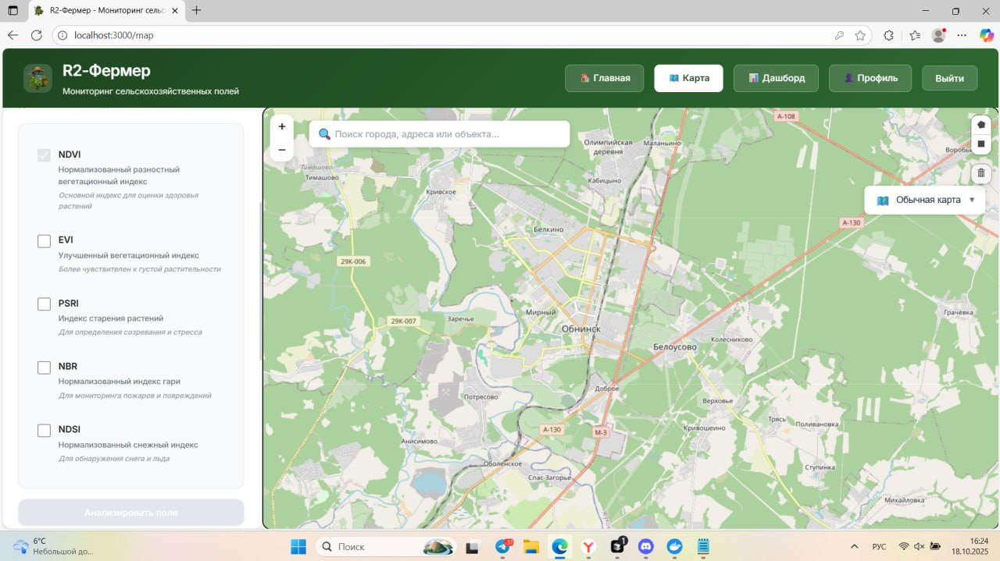 R2-Фермер - Мониторинг сельс
localhost:3000/map
R2-Фермер
Мониторинг сельскохозяйственных полей
Главная
Карта
Дашборд
Профиль
Выйти
NDVI
Нормализованный разностный
вегетационный индекс
Основной индекс для оценки здоровья
растений
EVI
Улучшенный вегетационный индекс
Более чувствителен к густой растительности
PSRI
Индекс старения растений
Для определения созревания и стресса
NBR
Нормализованный индекс гари
Для мониторинга пожаров и повреждений
NDSI
Нормализованный снежный индекс
Для обнаружения снега и льда
Анализировать поле
+
−
Поиск города, адреса или объекта...
Обычная карта
А-108
Олимпийская
деревня
Маланьино
Воробьё
Тимашово
Тимашово
Кривское
Кабицыно
А-130
Белкино
29К-006
29К-007
Заречье
Мирный
Обнинск
Грачёвка
Белоусово
Колесниково
Доброе
Потресово
Верховье
Трясь
Поливановка
А-130
М-3
Кривошеино
Анисимово
Оболенское
Спас-Загорье
Ступинка
Михайловка
6°C
Небольшой до...
Поиск
37
1
РУС
16:24
18.10.2025